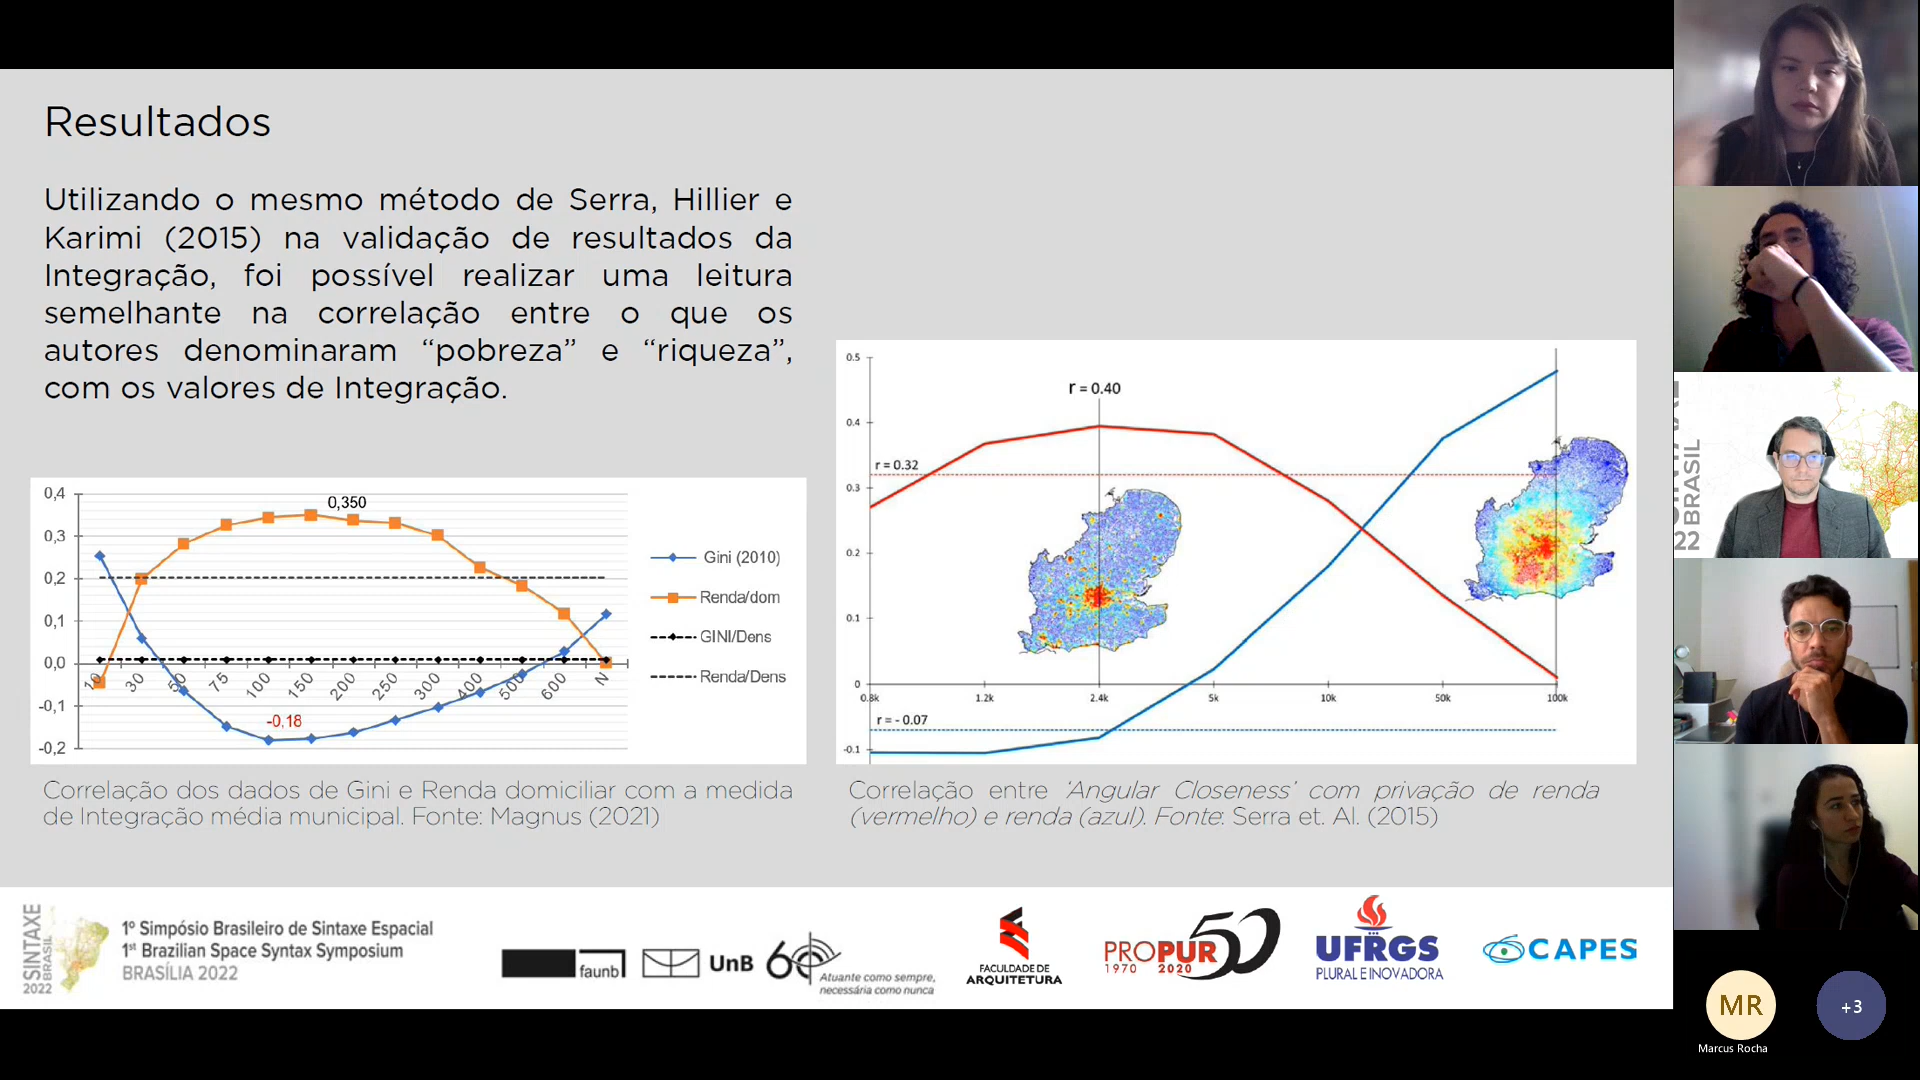 Resultados
Utilizando o mesmo método de Serra, Hillier e
Karimi (2015) na validação de resultados da
Integração, foi possível realizar uma leitura
semelhante na correlação entre o que os
autores denominaram “pobreza” e “riqueza”,
com os valores de Integração.
0,4
0,3
0,2
0,1
0,0
-0,1
-0,2
0,350
-0,18
10 30 50 75 100 150 200 250 300 400 500 600 N
Gini (2010)
Renda/dom
GINI/Dens
Renda/Dens
Correlação dos dados de Gini e Renda domiciliar com a medida
de Integração média municipal. Fonte: Magnus (2021)
0.5
0.4
0.3
0.2
0.1
0
-0.1
r = 0.40
r = 0.32
r = - 0.07
0.8k 1.2k 2.4k 5k 10k 50k 100k
Correlação entre ‘Angular Closeness’ com privação de renda
(vermelho) e renda (azul). Fonte: Serra et. Al. (2015)
SINTAXE
BRASIL
2022
1º Simpósio Brasileiro de Sintaxe Espacial
1st Brazilian Space Syntax Symposium
BRASÍLIA 2022
faunb
UnB
60
Atuante como sempre,
necessária como nunca
FACULDADE DE
ARQUITETURA
PROPUR 50
1970 2020
UFRGS
PLURAL E INOVADORA
CAPES
22 BRASIL
MR
+3
Marcus Rocha